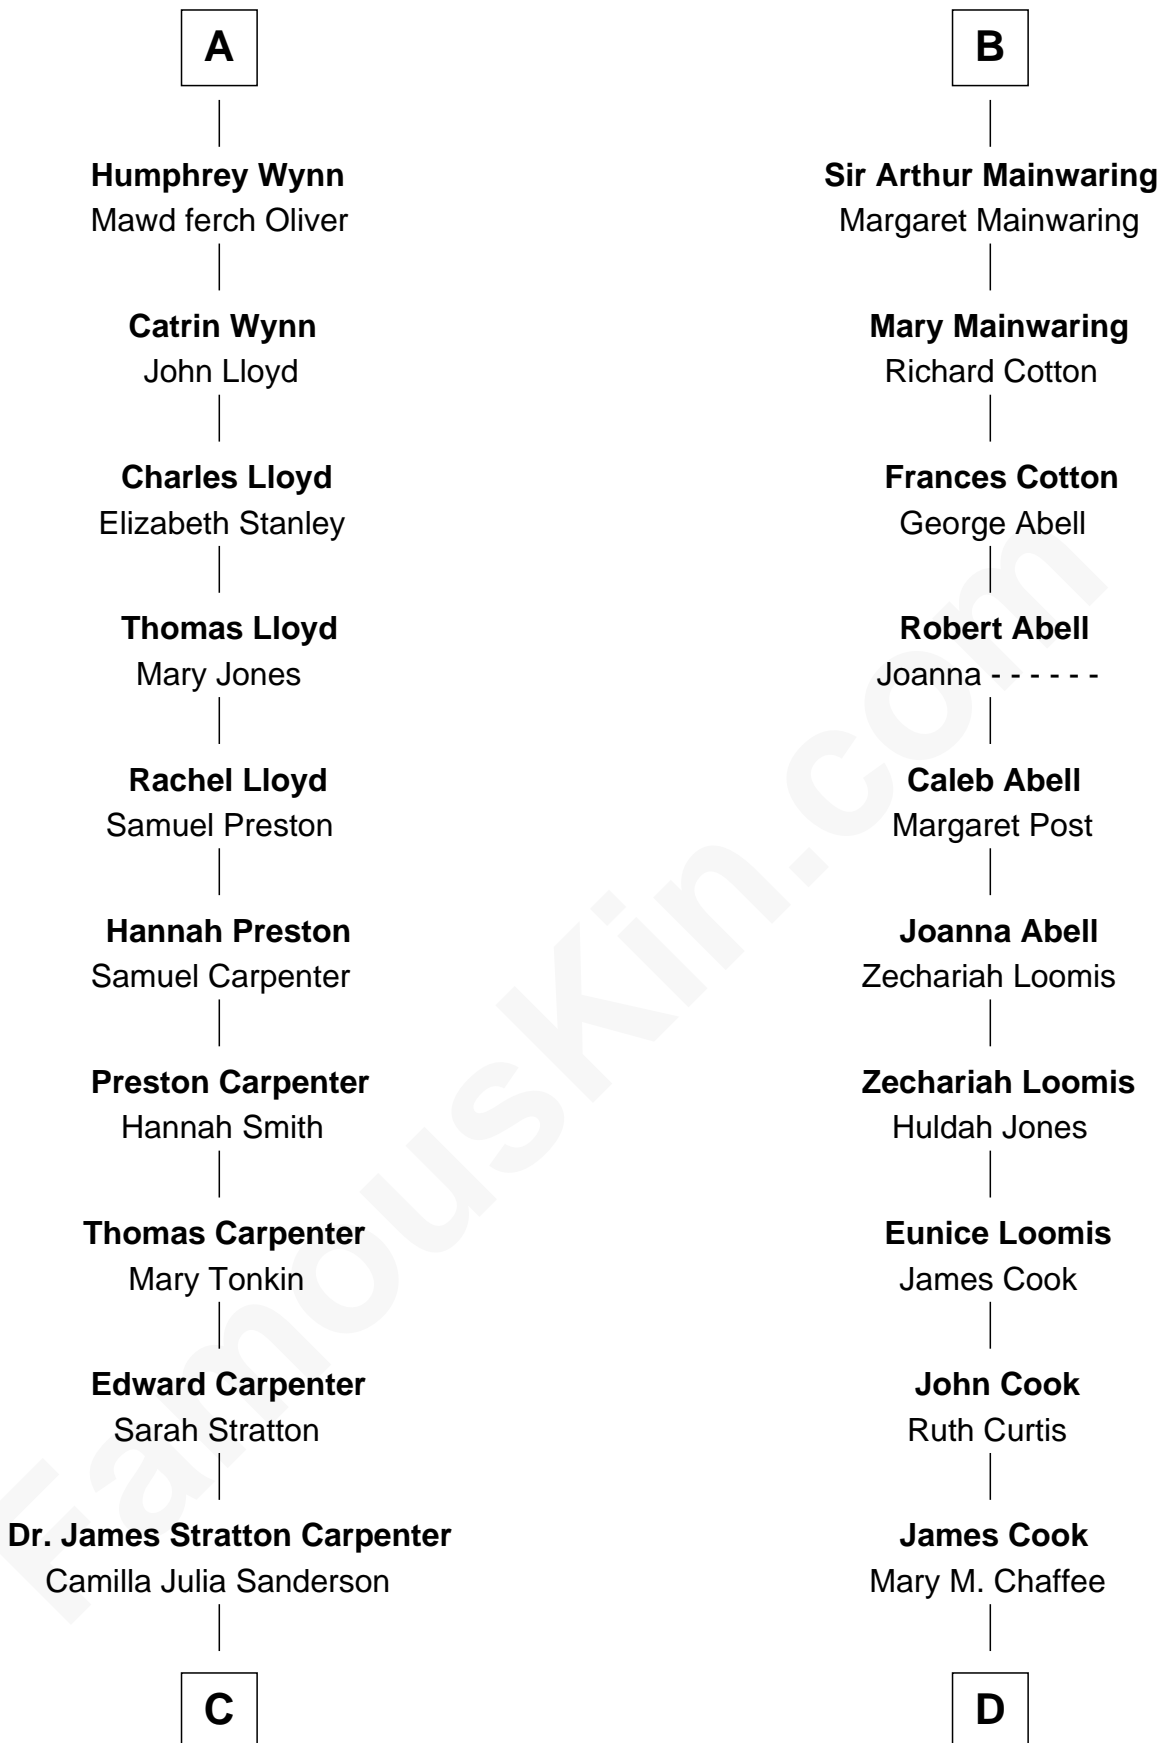 A
Humphrey Wynn
Mawd ferch Oliver
Catrin Wynn
John Lloyd
Charles Lloyd
Elizabeth Stanley
Thomas Lloyd
Mary Jones
Rachel Lloyd
Samuel Preston
Hannah Preston
Samuel Carpenter
Preston Carpenter
Hannah Smith
Thomas Carpenter
Mary Tonkin
Edward Carpenter
Sarah Stratton
Dr. James Stratton Carpenter
Camilla Julia Sanderson
C
B
Sir Arthur Mainwaring
Margaret Mainwaring
Mary Mainwaring
Richard Cotton
Frances Cotton
George Abell
Robert Abell
Joanna - - - - - -
Caleb Abell
Margaret Post
Joanna Abell
Zechariah Loomis
Zechariah Loomis
Huldah Jones
Eunice Loomis
James Cook
John Cook
Ruth Curtis
James Cook
Mary M. Chaffee
D
FamousKin.com